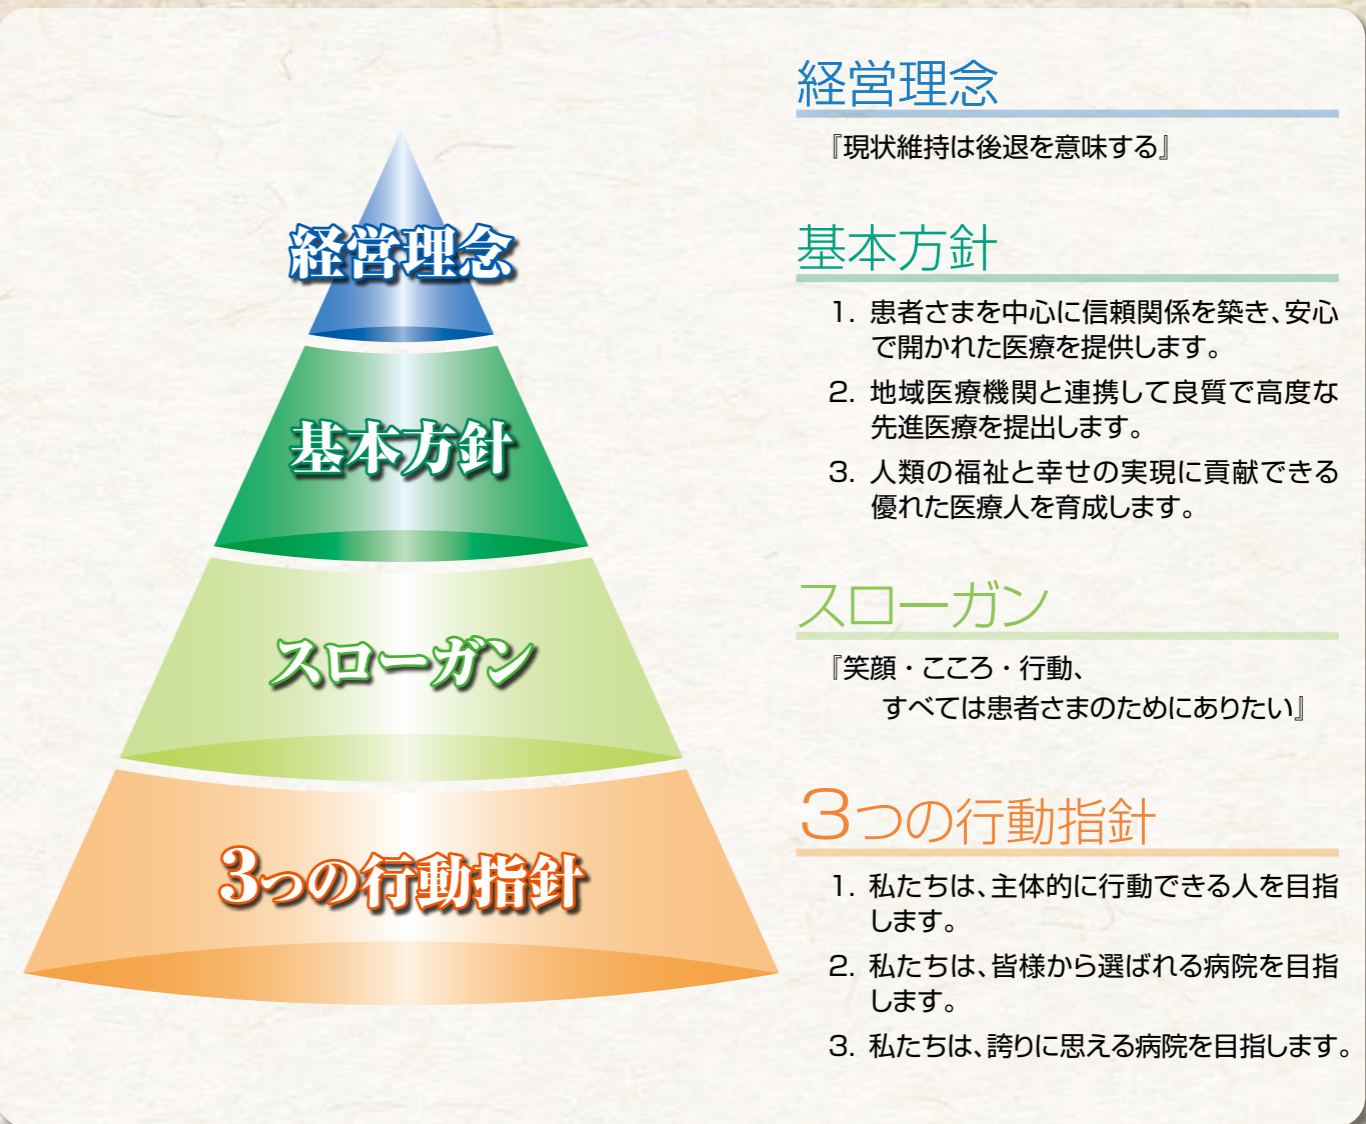 経営理念
基本方針
スローガン
3つの行動指針
経営理念
『現状維持は後退を意味する』
基本方針
1. 患者さまを中心に信頼関係を築き、安心
で開かれた医療を提供します。
2. 地域医療機関と連携して良質で高度な
先進医療を提出します。
3. 人類の福祉と幸せの実現に貢献できる
優れた医療人を育成します。
スローガン
『笑顔・こころ・行動、
すべては患者さまのためにありたい』
3つの行動指針
1. 私たちは、主体的に行動できる人を目指
します。
2. 私たちは、皆様から選ばれる病院を目指
します。
3. 私たちは、誇りに思える病院を目指します。